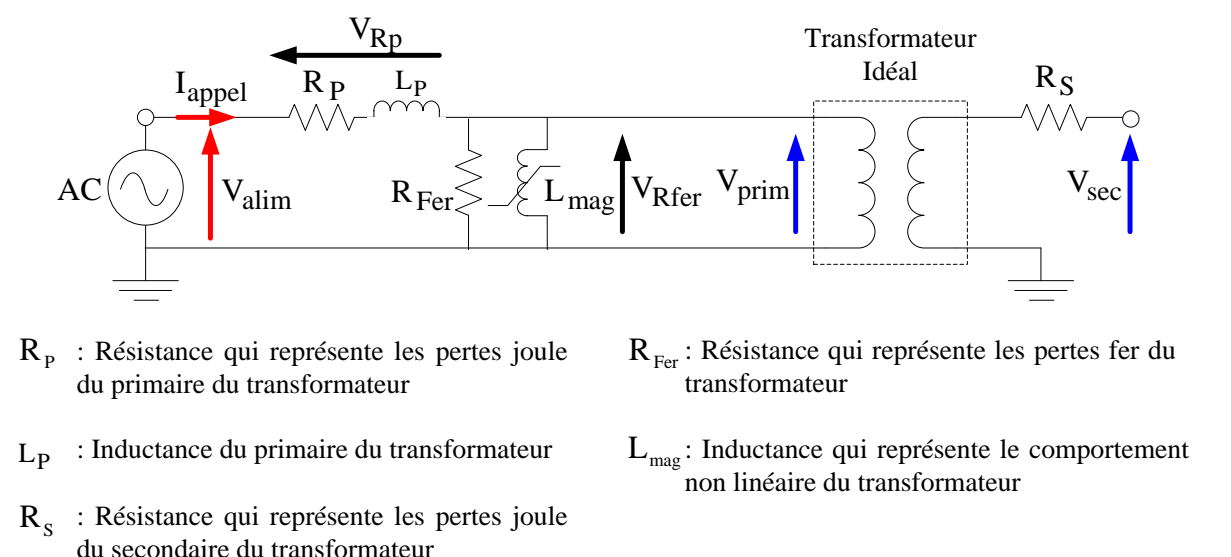 V_Rp
Transformateur
Idéal
I_appel
R_P
L_P
R_S
AC
V_alim
R_Fer
L_mag
V_Rfer
V_prim
V_sec
R_P : Résistance qui représente les pertes joule
du primaire du transformateur
R_Fer : Résistance qui représente les pertes fer du
transformateur
L_P : Inductance du primaire du transformateur
L_mag : Inductance qui représente le comportement
non linéaire du transformateur
R_S : Résistance qui représente les pertes joule
du secondaire du transformateur